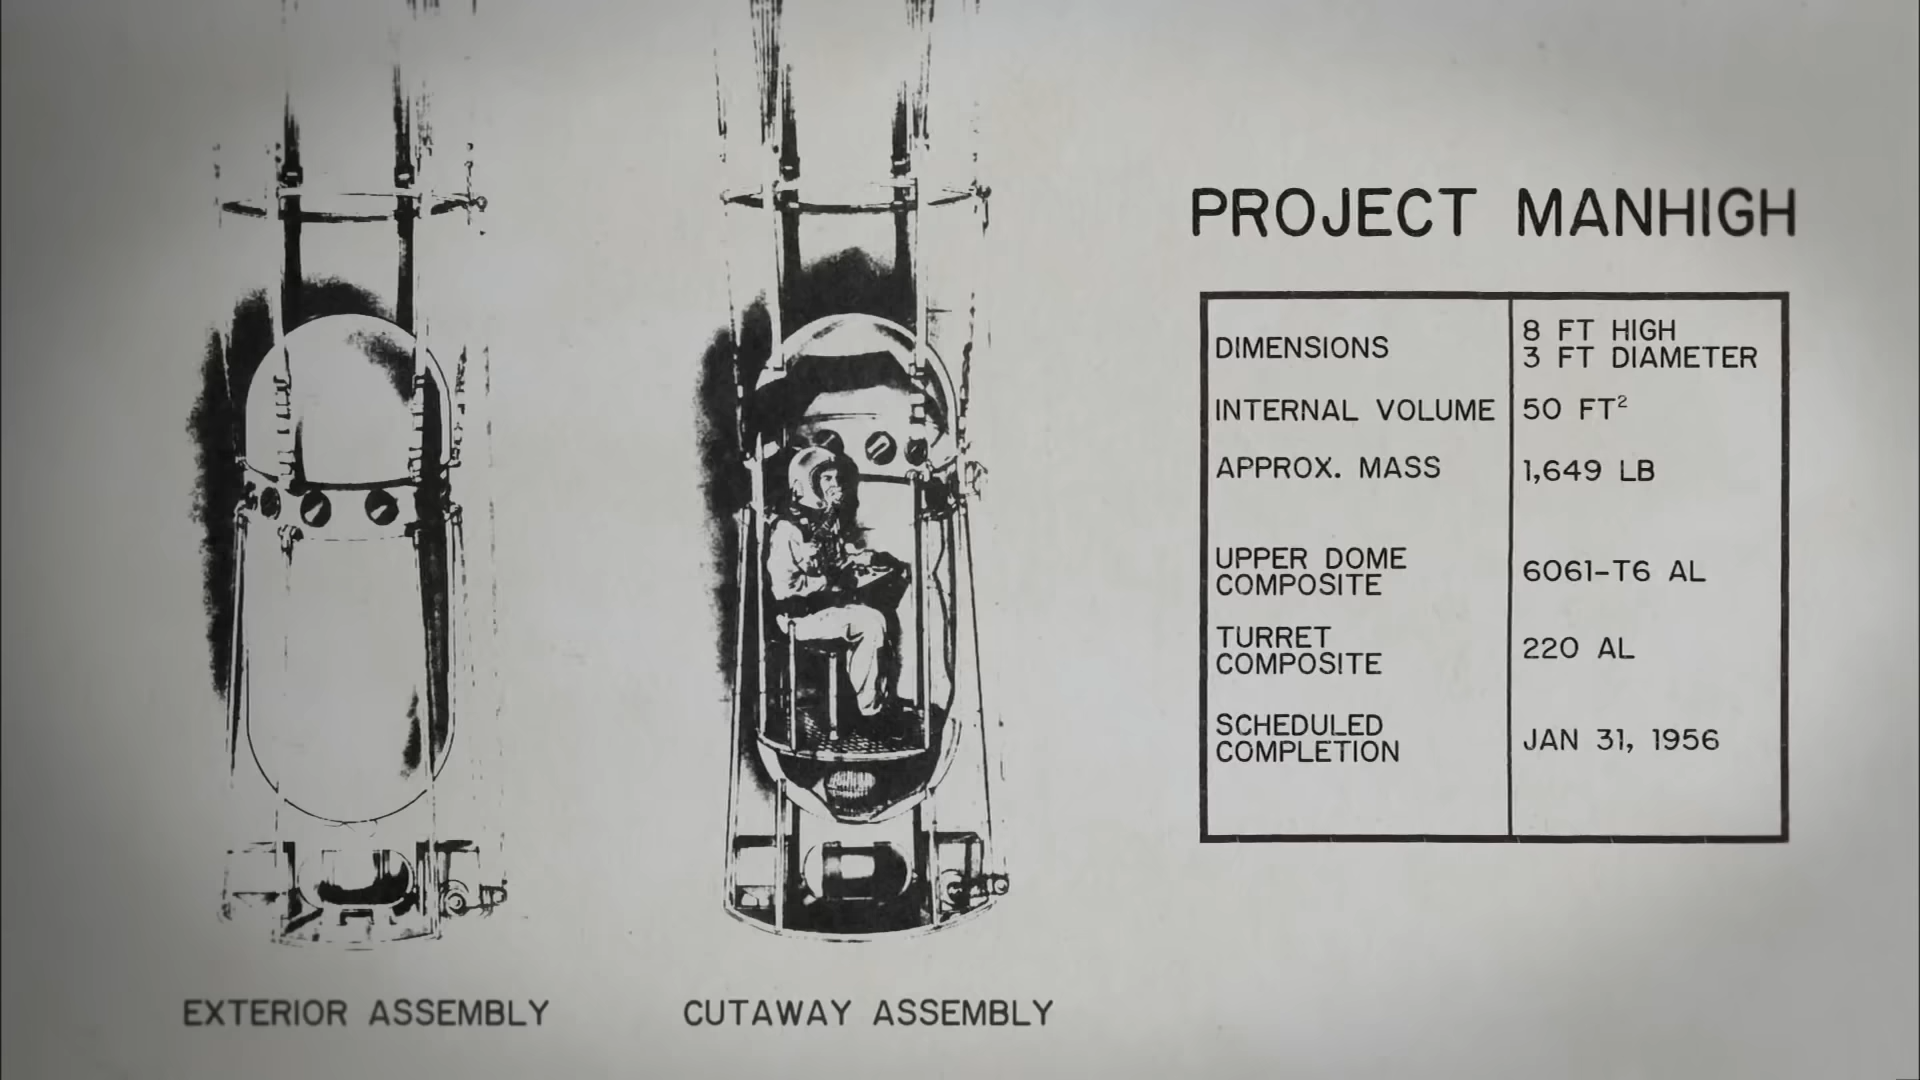 PROJECT MANHIGH
DIMENSIONS
8 FT HIGH
3 FT DIAMETER
INTERNAL VOLUME
50 FT²
APPROX. MASS
1,649 LB
UPPER DOME
COMPOSITE
6061-T6 AL
TURRET
COMPOSITE
220 AL
SCHEDULED
COMPLETION
JAN 31, 1956
EXTERIOR ASSEMBLY
CUTAWAY ASSEMBLY